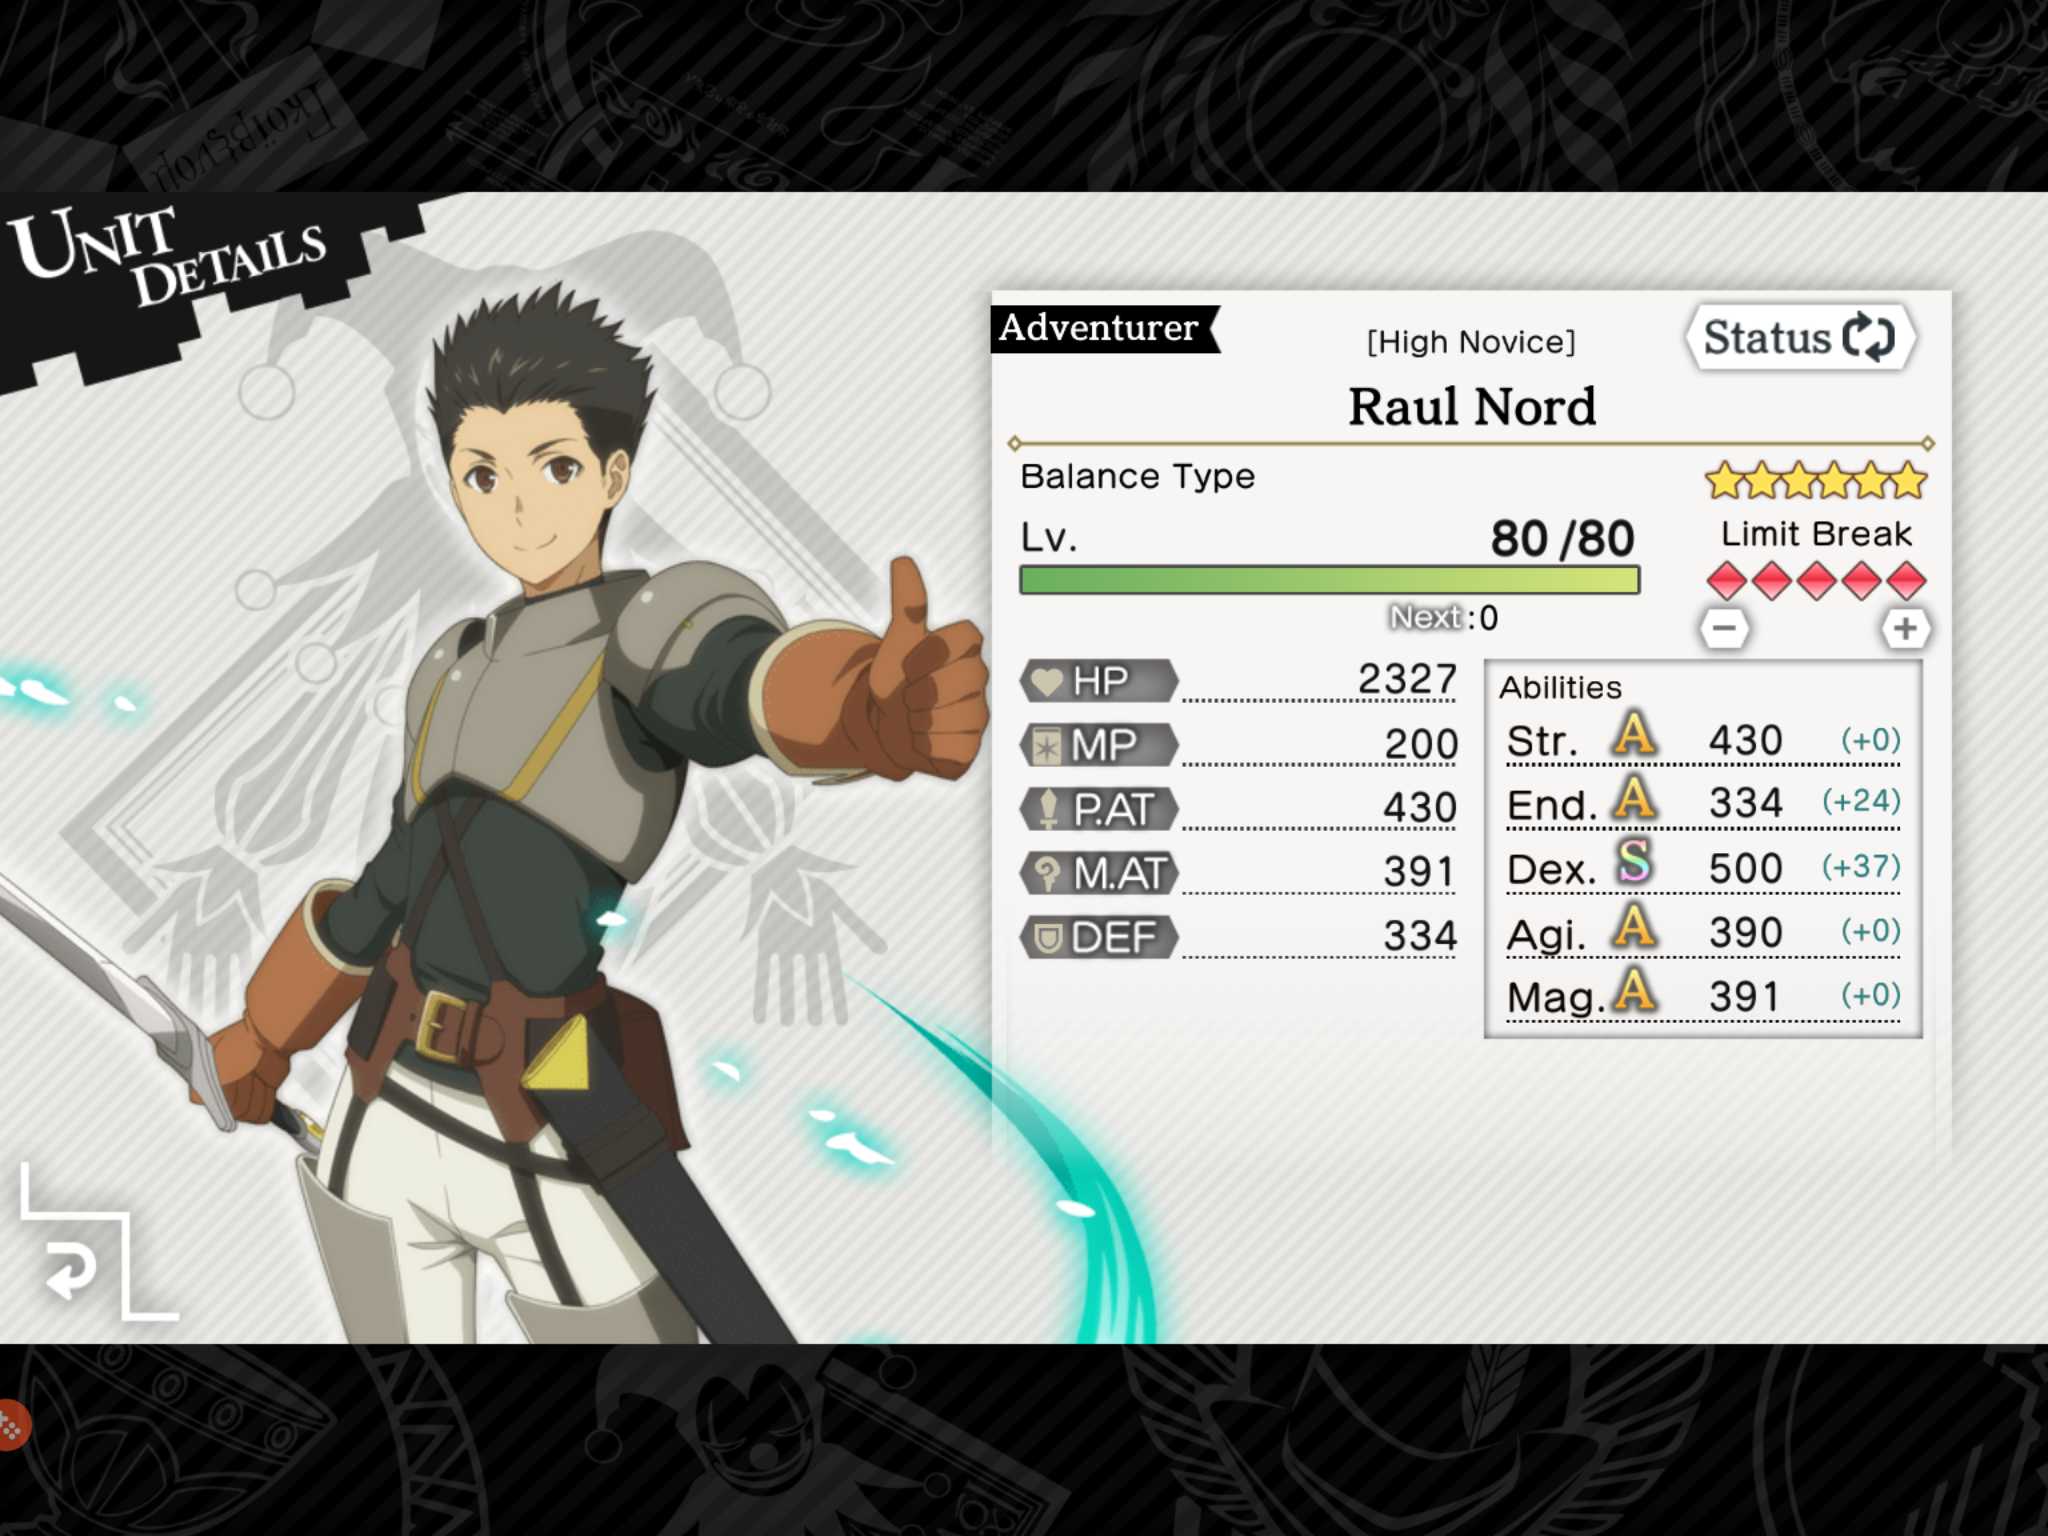 UNIT
DETAILS
Adventurer
[High Novice]
Status
Raul Nord
Balance Type
Lv. 80 /80
Limit Break
Next:0
HP 2327
MP 200
P.AT 430
M.AT 391
DEF 334
Abilities
Str. A 430 (+0)
End. A 334 (+24)
Dex. S 500 (+37)
Agi. A 390 (+0)
Mag. A 391 (+0)